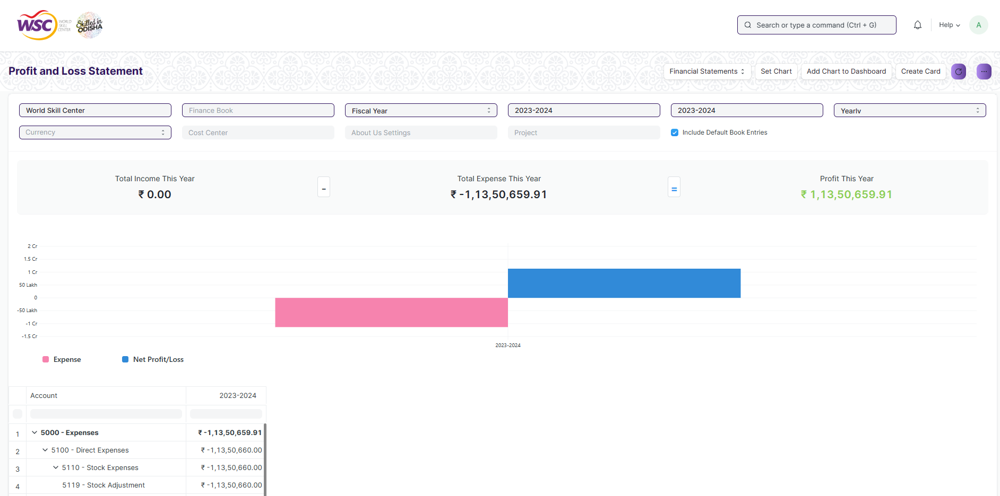 WSC WORLD SKILL CENTER Skilled in ODISHA
Search or type a command (Ctrl + G)
Help
A
Profit and Loss Statement
Financial Statements
Set Chart
Add Chart to Dashboard
Create Card
World Skill Center
Finance Book
Fiscal Year
2023-2024
2023-2024
Yearly
Currency
Cost Center
About Us Settings
Project
Include Default Book Entries
Total Income This Year
₹ 0.00
-
Total Expense This Year
₹ -1,13,50,659.91
=
Profit This Year
₹ 1,13,50,659.91
2 Cr
1.5 Cr
1 Cr
50 Lakh
0
-50 Lakh
-1 Cr
-1.5 Cr
2023-2024
Expense
Net Profit/Loss
Account 2023-2024
1 5000 - Expenses ₹ -1,13,50,659.91
2 5100 - Direct Expenses ₹ -1,13,50,660.00
3 5110 - Stock Expenses ₹ -1,13,50,660.00
4 5119 - Stock Adjustment ₹ -1,13,50,660.00